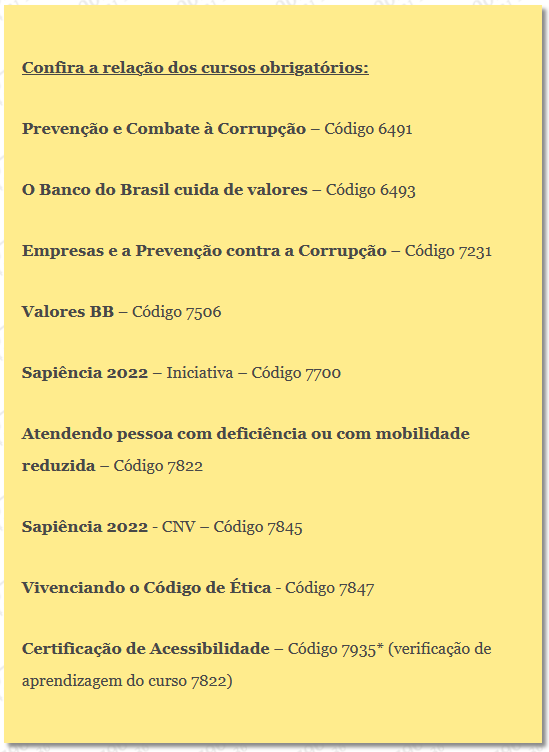 Confira a relação dos cursos obrigatórios:
Prevenção e Combate à Corrupção – Código 6491
O Banco do Brasil cuida de valores – Código 6493
Empresas e a Prevenção contra a Corrupção – Código 7231
Valores BB – Código 7506
Sapiência 2022 – Iniciativa – Código 7700
Atendendo pessoa com deficiência ou com mobilidade
reduzida – Código 7822
Sapiência 2022 - CNV – Código 7845
Vivenciando o Código de Ética - Código 7847
Certificação de Acessibilidade – Código 7935* (verificação de
aprendizagem do curso 7822)